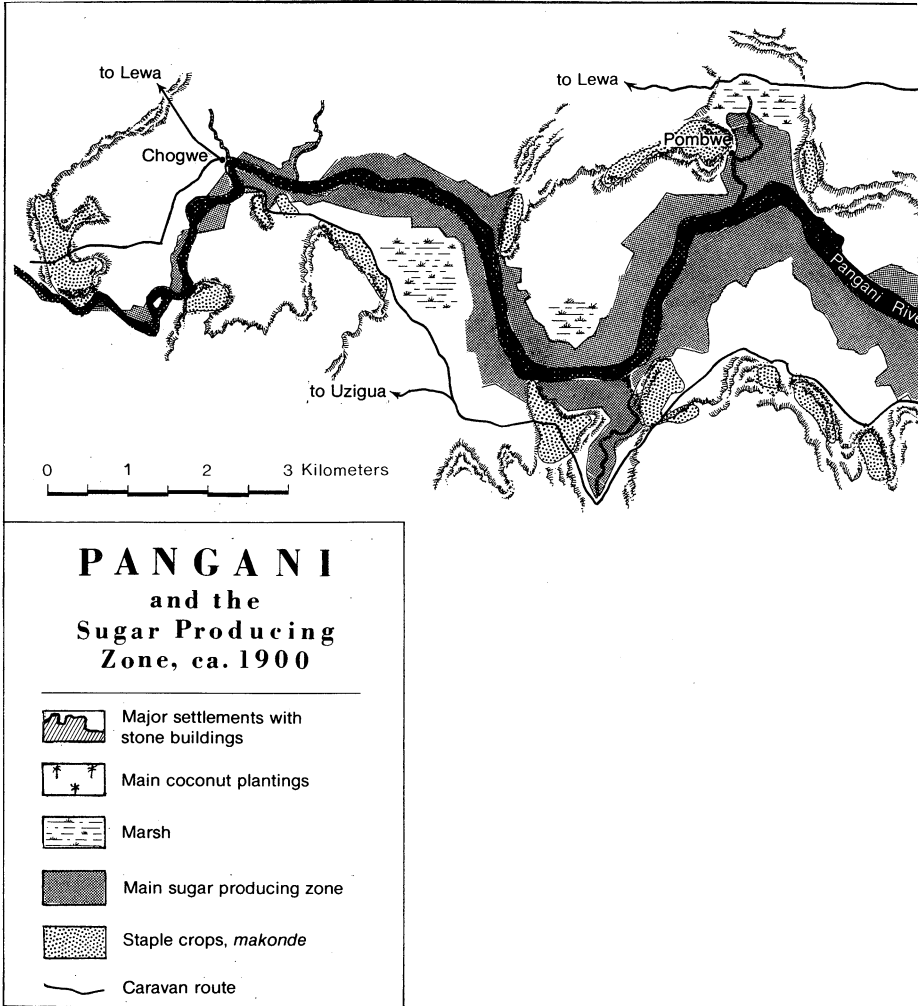 to Lewa
to Lewa
Chogwe
Pombwe
Pangani Rive
to Uzigua
0 1 2 3 Kilometers
PANGANI
and the
Sugar Producing
Zone, ca. 1900
Major settlements with
stone buildings
Main coconut plantings
Marsh
Main sugar producing zone
Staple crops, makonde
Caravan route